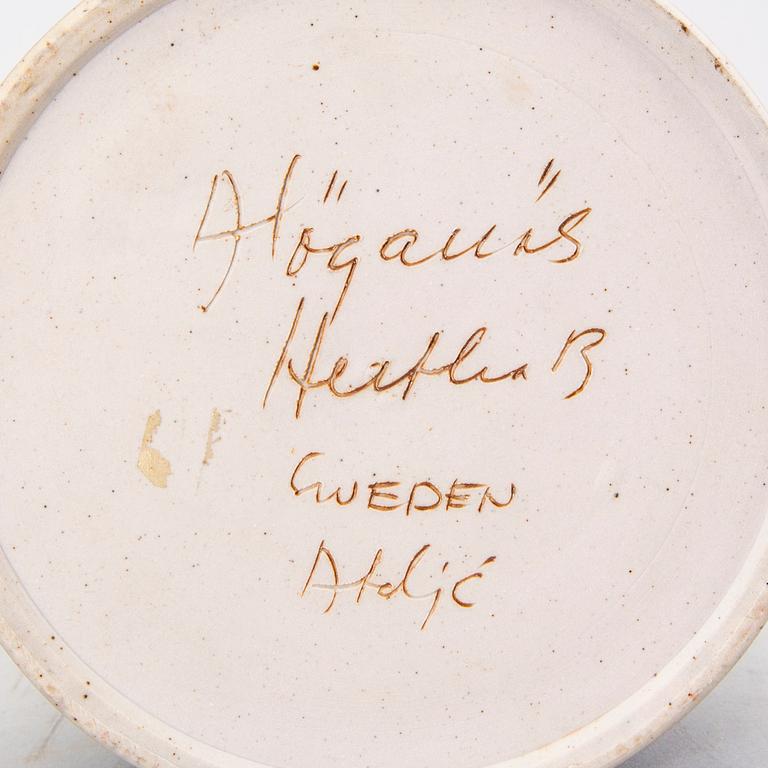 Höganäs
Hertha B
SWEDEN
Ateljé